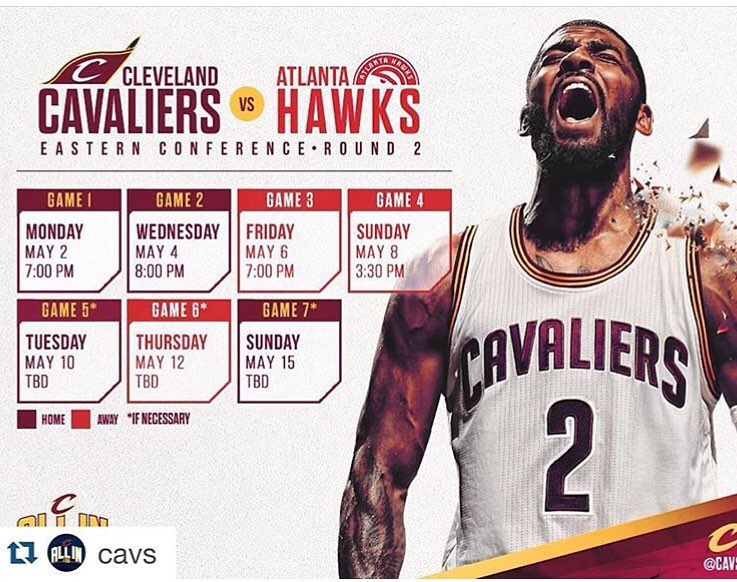 CLEVELAND
CAVALIERS
VS
ATLANTA
HAWKS
ATLANTA HAWKS
EASTERN CONFERENCE • ROUND 2
GAME 1
MONDAY
MAY 2
7:00 PM
GAME 2
WEDNESDAY
MAY 4
8:00 PM
GAME 3
FRIDAY
MAY 6
7:00 PM
GAME 4
SUNDAY
MAY 8
3:30 PM
GAME 5*
TUESDAY
MAY 10
TBD
GAME 6*
THURSDAY
MAY 12
TBD
GAME 7*
SUNDAY
MAY 15
TBD
HOME AWAY *IF NECESSARY
CAVALIERS
2
C
ALL IN
ALL IN
cavs
C
@CAVS